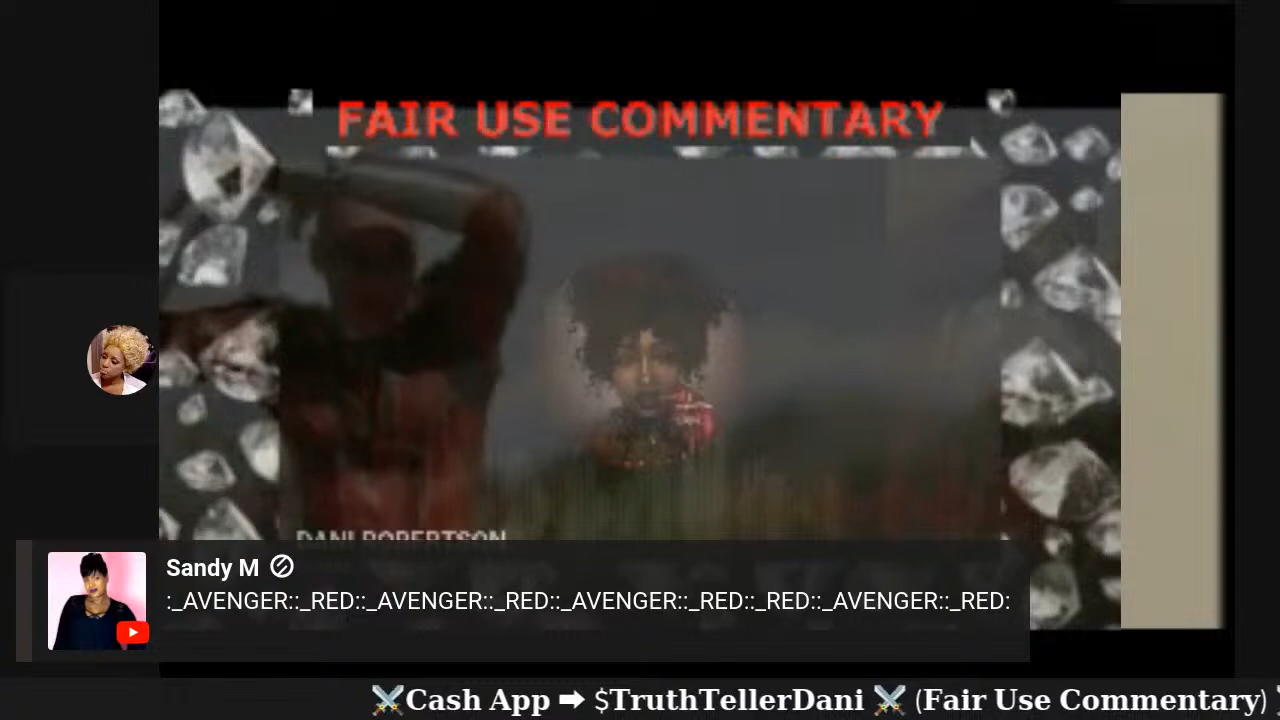 FAIR USE COMMENTARY
DANI ROBERTSON
Sandy M
:_AVENGER::_RED::_AVENGER::_RED::_AVENGER::_RED::_RED::_AVENGER::_RED:
⚔️Cash App ➡ $TruthTellerDani ⚔️ (Fair Use Commentary)